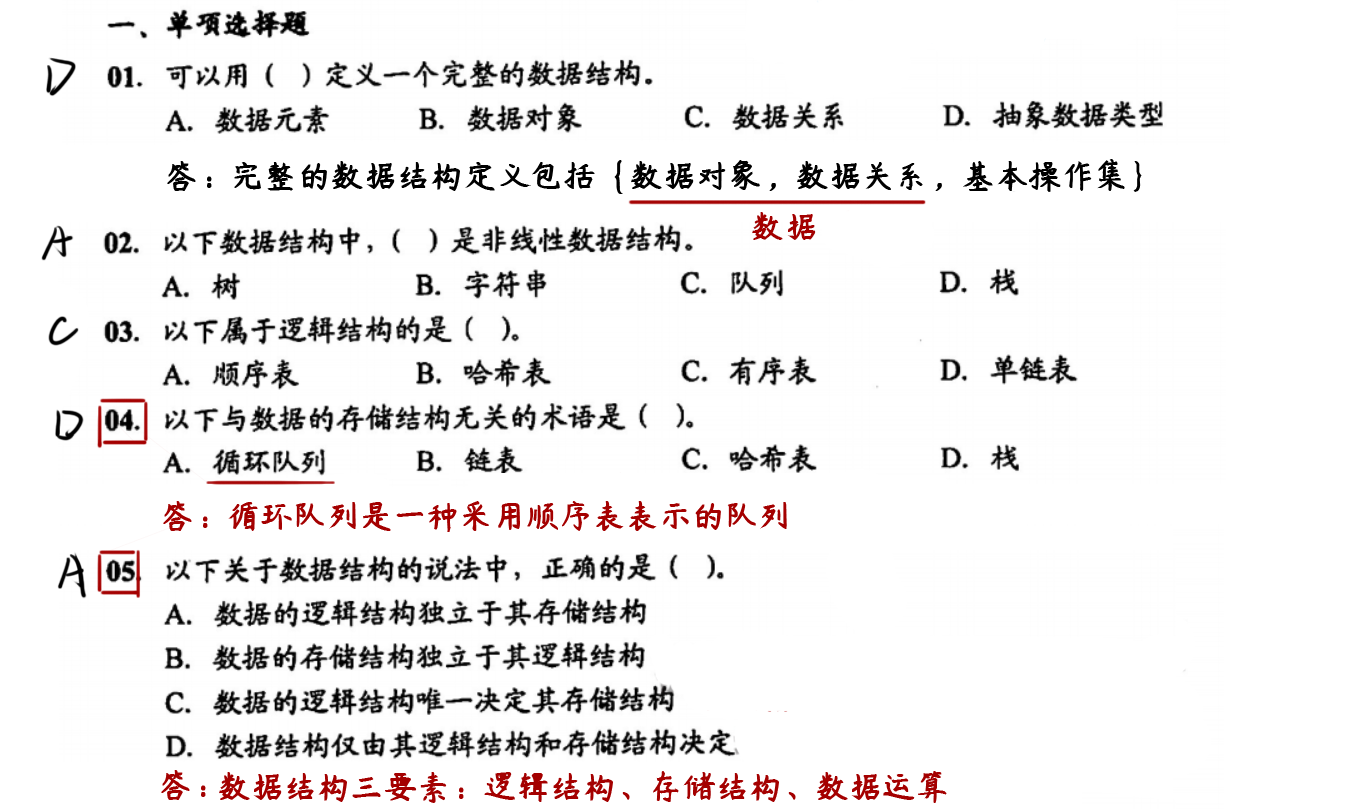 一、单项选择题
D 01. 可以用（ ）定义一个完整的数据结构。
A. 数据元素 B. 数据对象 C. 数据关系 D. 抽象数据类型
答：完整的数据结构定义包括{数据对象，数据关系，基本操作集}
数据
A 02. 以下数据结构中，（ ）是非线性数据结构。
A. 树 B. 字符串 C. 队列 D. 栈
C 03. 以下属于逻辑结构的是（ ）。
A. 顺序表 B. 哈希表 C. 有序表 D. 单链表
D 04. 以下与数据的存储结构无关的术语是（ ）。
A. 循环队列 B. 链表 C. 哈希表 D. 栈
答：循环队列是一种采用顺序表表示的队列
A 05. 以下关于数据结构的说法中，正确的是（ ）。
A. 数据的逻辑结构独立于其存储结构
B. 数据的存储结构独立于其逻辑结构
C. 数据的逻辑结构唯一决定其存储结构
D. 数据结构仅由其逻辑结构和存储结构决定
答：数据结构三要素：逻辑结构、存储结构、数据运算